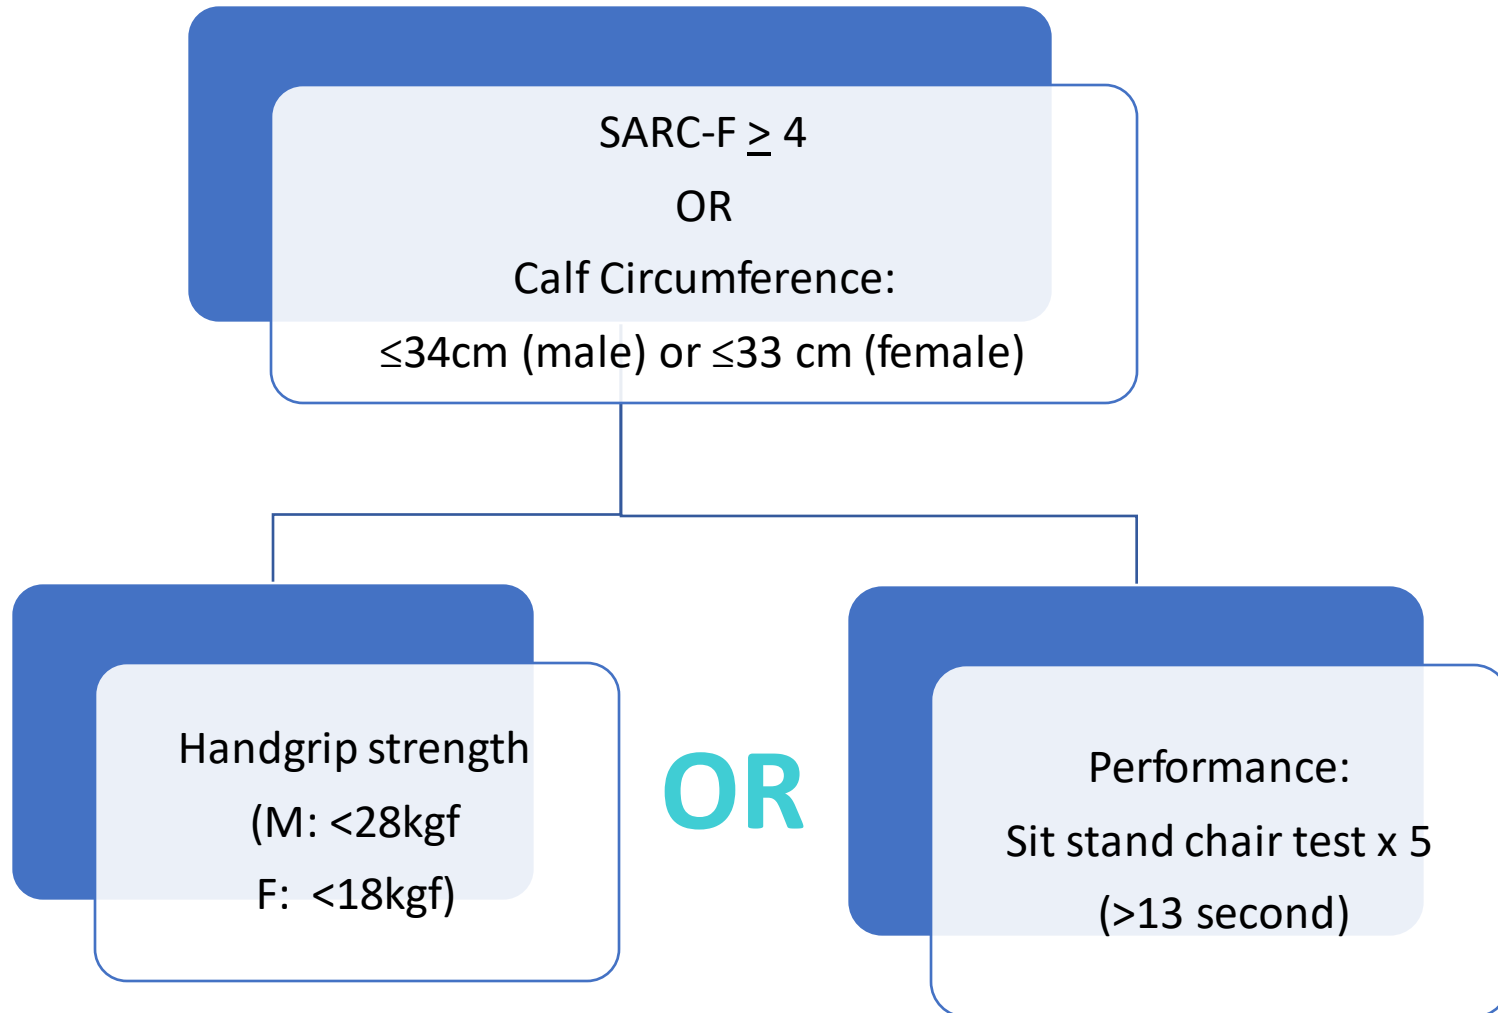 SARC-F ≥ 4
OR
Calf Circumference:
≤34cm (male) or ≤33 cm (female)
Handgrip strength
(M: <28kgf
F: <18kgf)
OR
Performance:
Sit stand chair test x 5
(>13 second)